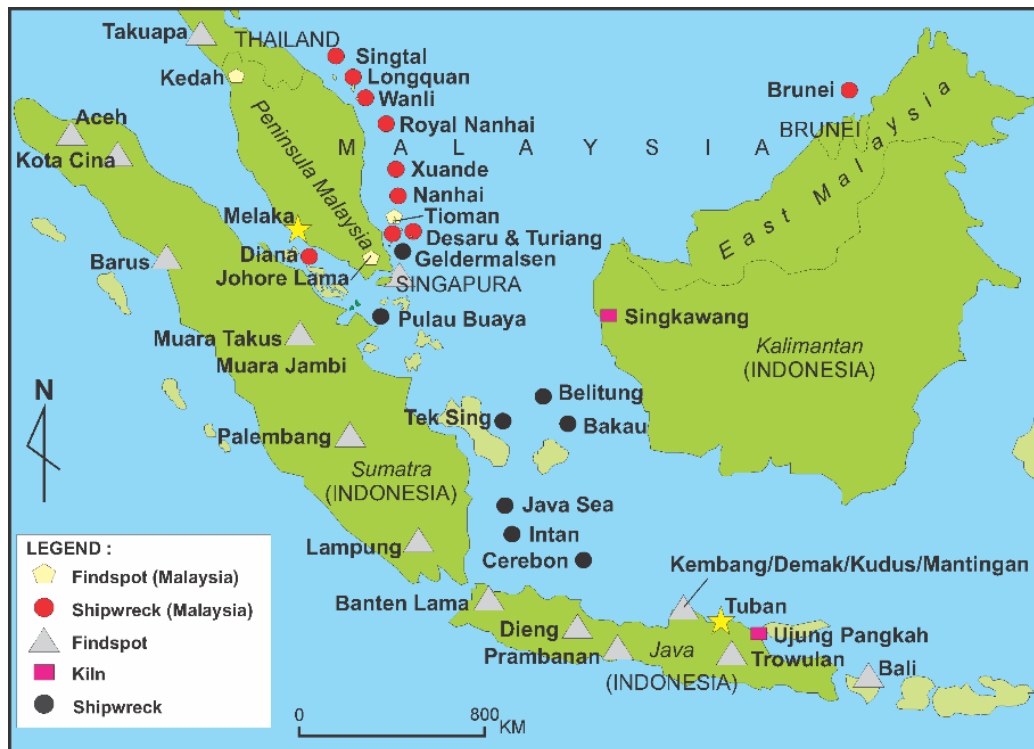 Takuapa
THAILAND
Singtal
Kedah
Longquan
Wanli
Brunei
Aceh
Royal Nanhai
BRUNEI
Kota Cina
Peninsula Malaysia
MALAYSIA
East Malaysia
Xuande
Nanhai
Melaka
Tioman
Desaru & Turiang
Diana
Geldermalsen
Barus
Johore Lama
SINGAPURA
Pulau Buaya
Singkawang
Muara Takus
Muara Jambi
Kalimantan
(INDONESIA)
N
Belitung
Tek Sing
Bakau
Palembang
Sumatra
(INDONESIA)
Java Sea
Intan
Lampung
Cerebon
Kembang/Demak/Kudus/Mantingan
Banten Lama
Tuban
Dieng
Ujung Pangkah
Prambanan
Java
Trowulan
(INDONESIA)
Bali
LEGEND :
Findspot (Malaysia)
Shipwreck (Malaysia)
Findspot
Kiln
Shipwreck
0 800
KM